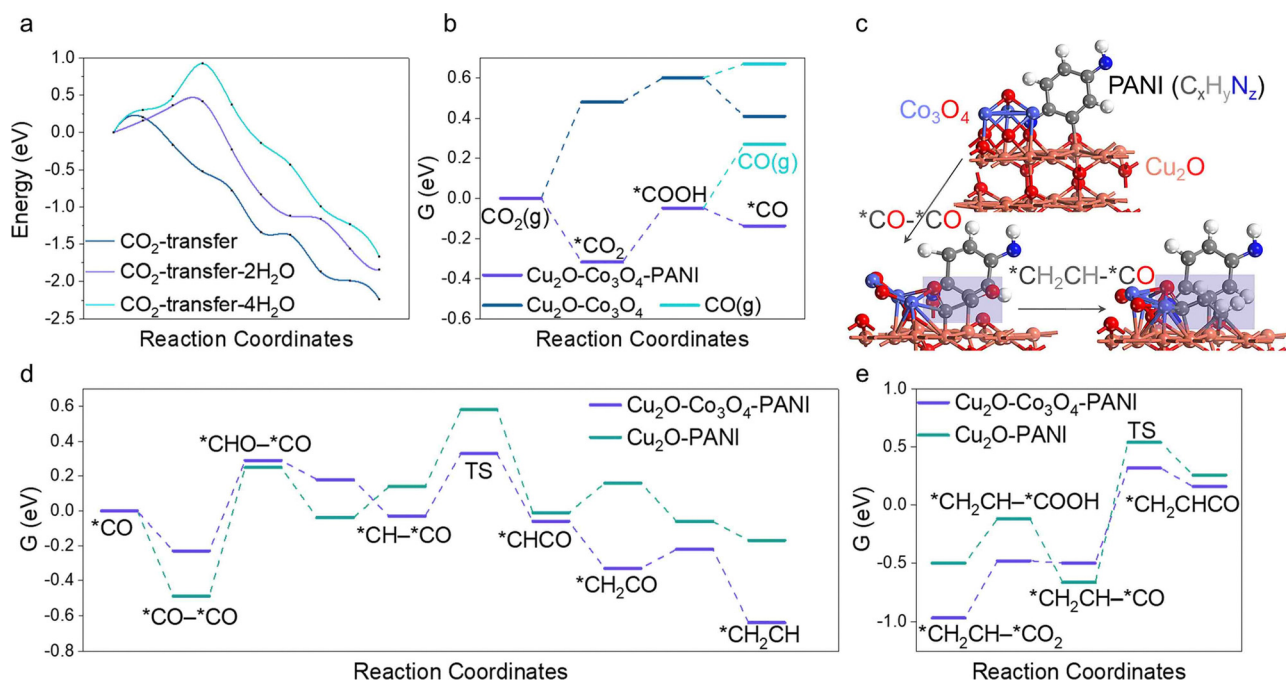 a
1.0
0.5
0.0
-0.5
-1.0
-1.5
-2.0
-2.5
Energy (eV)
CO₂-transfer
CO₂-transfer-2H₂O
CO₂-transfer-4H₂O
Reaction Coordinates
b
0.6
0.4
0.2
0.0
-0.2
-0.4
-0.6
G (eV)
CO₂(g)
*CO₂
*COOH
CO(g)
*CO
Cu₂O-Co₃O₄-PANI
Cu₂O-Co₃O₄
CO(g)
Reaction Coordinates
c
PANI (CₓHᵧN𝓏)
Co₃O₄
Cu₂O
*CO-*CO
*CH₂CH-*CO
d
0.6
0.4
0.2
0.0
-0.2
-0.4
-0.6
-0.8
G (eV)
Cu₂O-Co₃O₄-PANI
Cu₂O-PANI
*CO
*CO–*CO
*CHO–*CO
*CH–*CO
TS
*CHCO
*CH₂CO
*CH₂CH
Reaction Coordinates
e
1.0
0.5
0.0
-0.5
-1.0
G (eV)
Cu₂O-Co₃O₄-PANI
Cu₂O-PANI
TS
*CH₂CH–*COOH
*CH₂CHCO
*CH₂CH–*CO
*CH₂CH–*CO₂
Reaction Coordinates